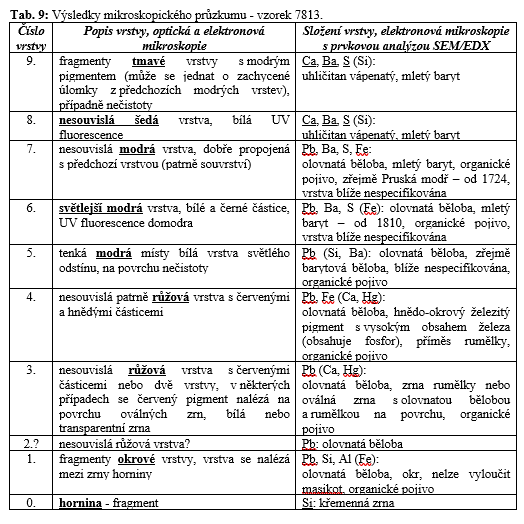 Tab. 9: Výsledky mikroskopického průzkumu - vzorek 7813.
Číslo vrstvy
Popis vrstvy, optická a elektronová mikroskopie
Složení vrstvy, elektronová mikroskopie s prvkovou analýzou SEM/EDX
9.
fragmenty tmavé vrstvy s modrým
pigmentem (může se jednat o zachycené
úlomky z předchozích modrých vrstev),
případně nečistoty
Ca, Ba, S (Si):
uhličitan vápenatý, mletý baryt
8.
nesouvislá šedá vrstva, bílá UV
fluorescence
Ca, Ba, S (Si):
uhličitan vápenatý, mletý baryt
7.
nesouvislá modrá vrstva, dobře propojená
s předchozí vrstvou (patrně souvrství)
Pb, Ba, S, Fe:
olovnatá běloba, mletý baryt, organické
pojivo, zřejmě Pruská modř – od 1724,
vrstva blíže nespecifikována
6.
světlejší modrá vrstva, bílé a černé částice,
UV fluorescence domodra
Pb, Ba, S (Fe): olovnatá běloba, mletý
baryt – od 1810, organické pojivo,
vrstva blíže nespecifikována
5.
tenká modrá místy bílá vrstva světlého
odstínu, na povrchu nečistoty
Pb (Si, Ba): olovnatá běloba, zřejmě
barytová běloba, blíže nespecifikována,
organické pojivo
4.
nesouvislá patrně růžová vrstva s červenými
a hnědými částicemi
Pb, Fe (Ca, Hg):
olovnatá běloba, hnědo-okrový železitý
pigment s vysokým obsahem železa
(obsahuje fosfor), příměs rumělky,
organické pojivo
3.
nesouvislá růžová vrstva s červenými
částicemi nebo dvě vrstvy, v některých
případech se červený pigment nalézá na
povrchu oválných zrn, bílá nebo
transparentní zrna
Pb (Ca, Hg):
olovnatá běloba, zrna rumělky nebo
oválná zrna s olovnatou bělobou
a rumělkou na povrchu, organické
pojivo
2.?
nesouvislá růžová vrstva?
Pb: olovnatá běloba
1.
fragmenty okrové vrstvy, vrstva se nalézá
mezi zrny horniny
Pb, Si, Al (Fe):
olovnatá běloba, okr, nelze vyloučit
masikot, organické pojivo
0.
hornina - fragment
Si: křemenná zrna